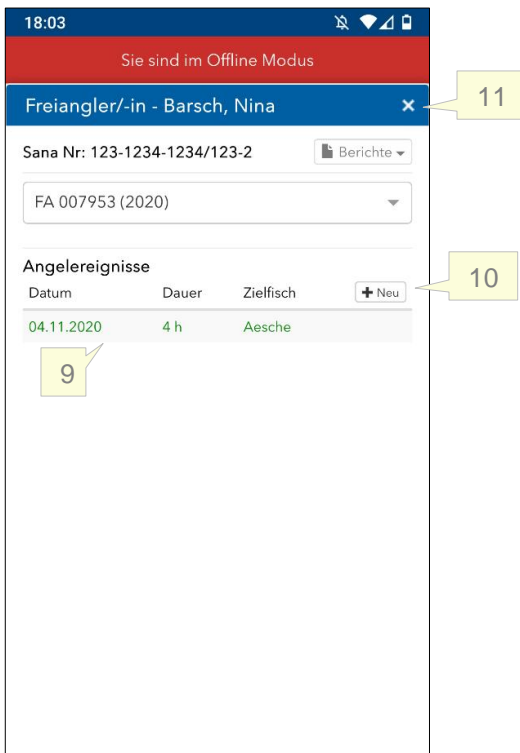 18:03
Sie sind im Offline Modus
Freiangler/-in - Barsch, Nina ×
11
Sana Nr: 123-1234-1234/123-2 Berichte
FA 007953 (2020)
Angelereignisse
10
Datum Dauer Zielfisch + Neu
04.11.2020 4 h Aesche
9